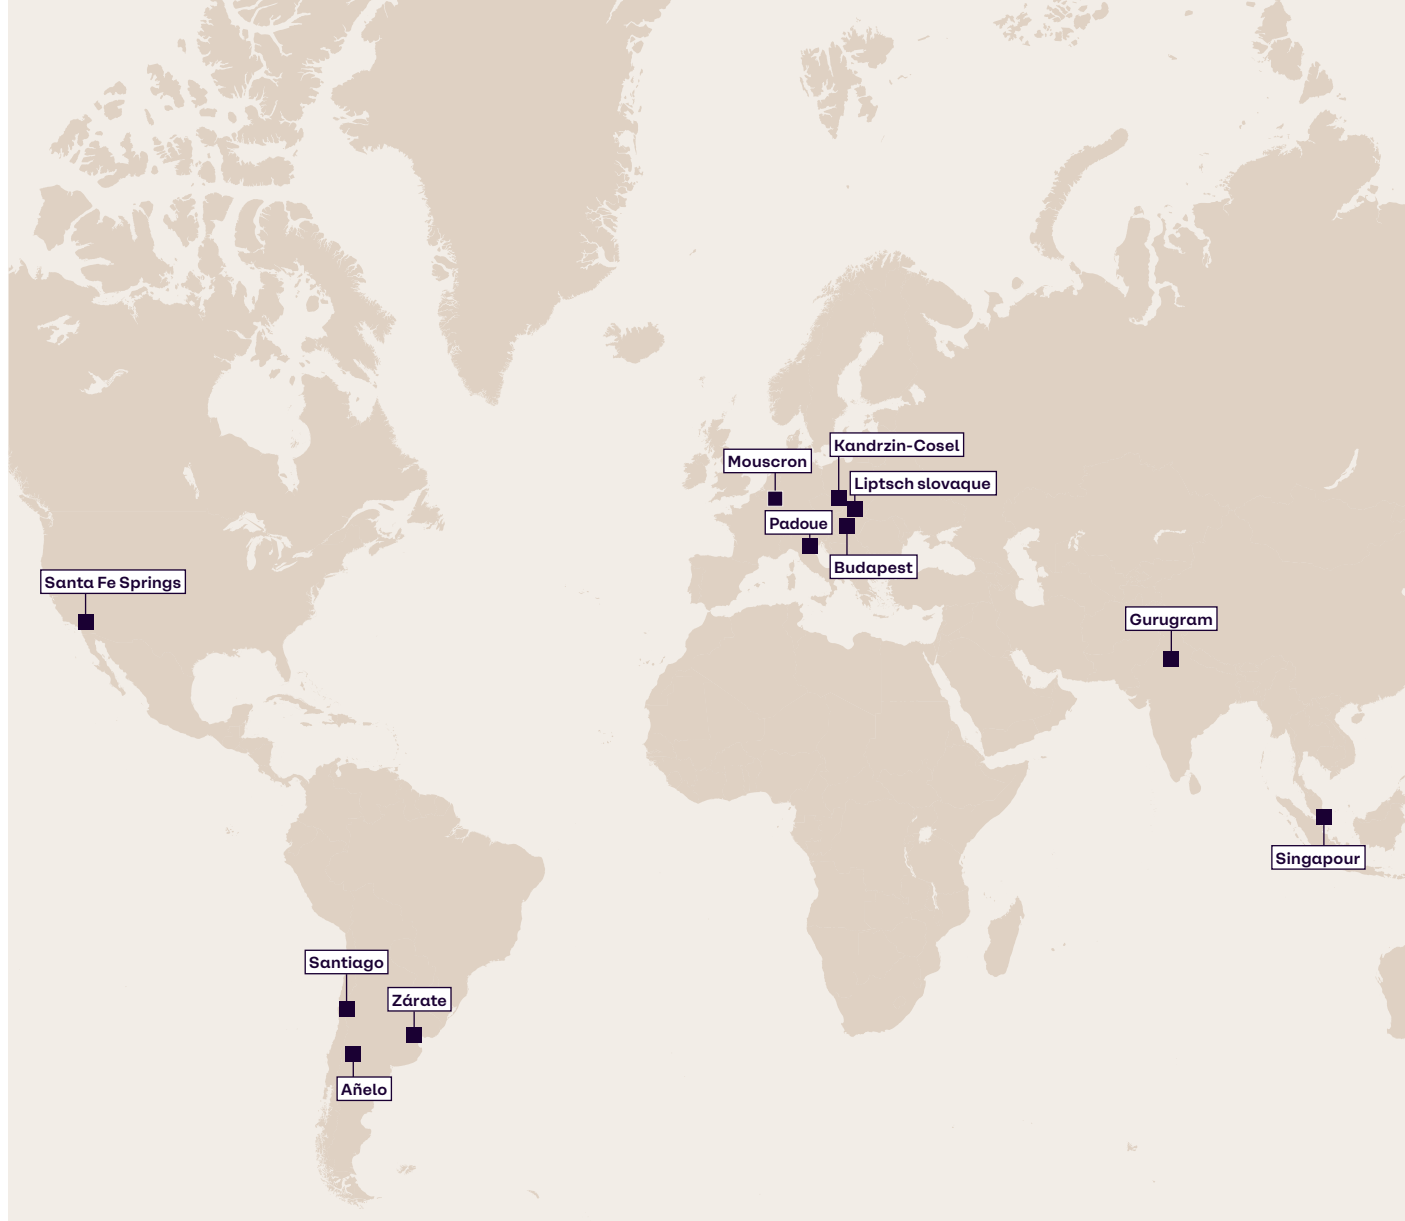 Kandrzin-Cosel
Mouscron
Liptsch slovaque
Padoue
Budapest
Santa Fe Springs
Gurugram
Singapour
Santiago
Zárate
Añelo